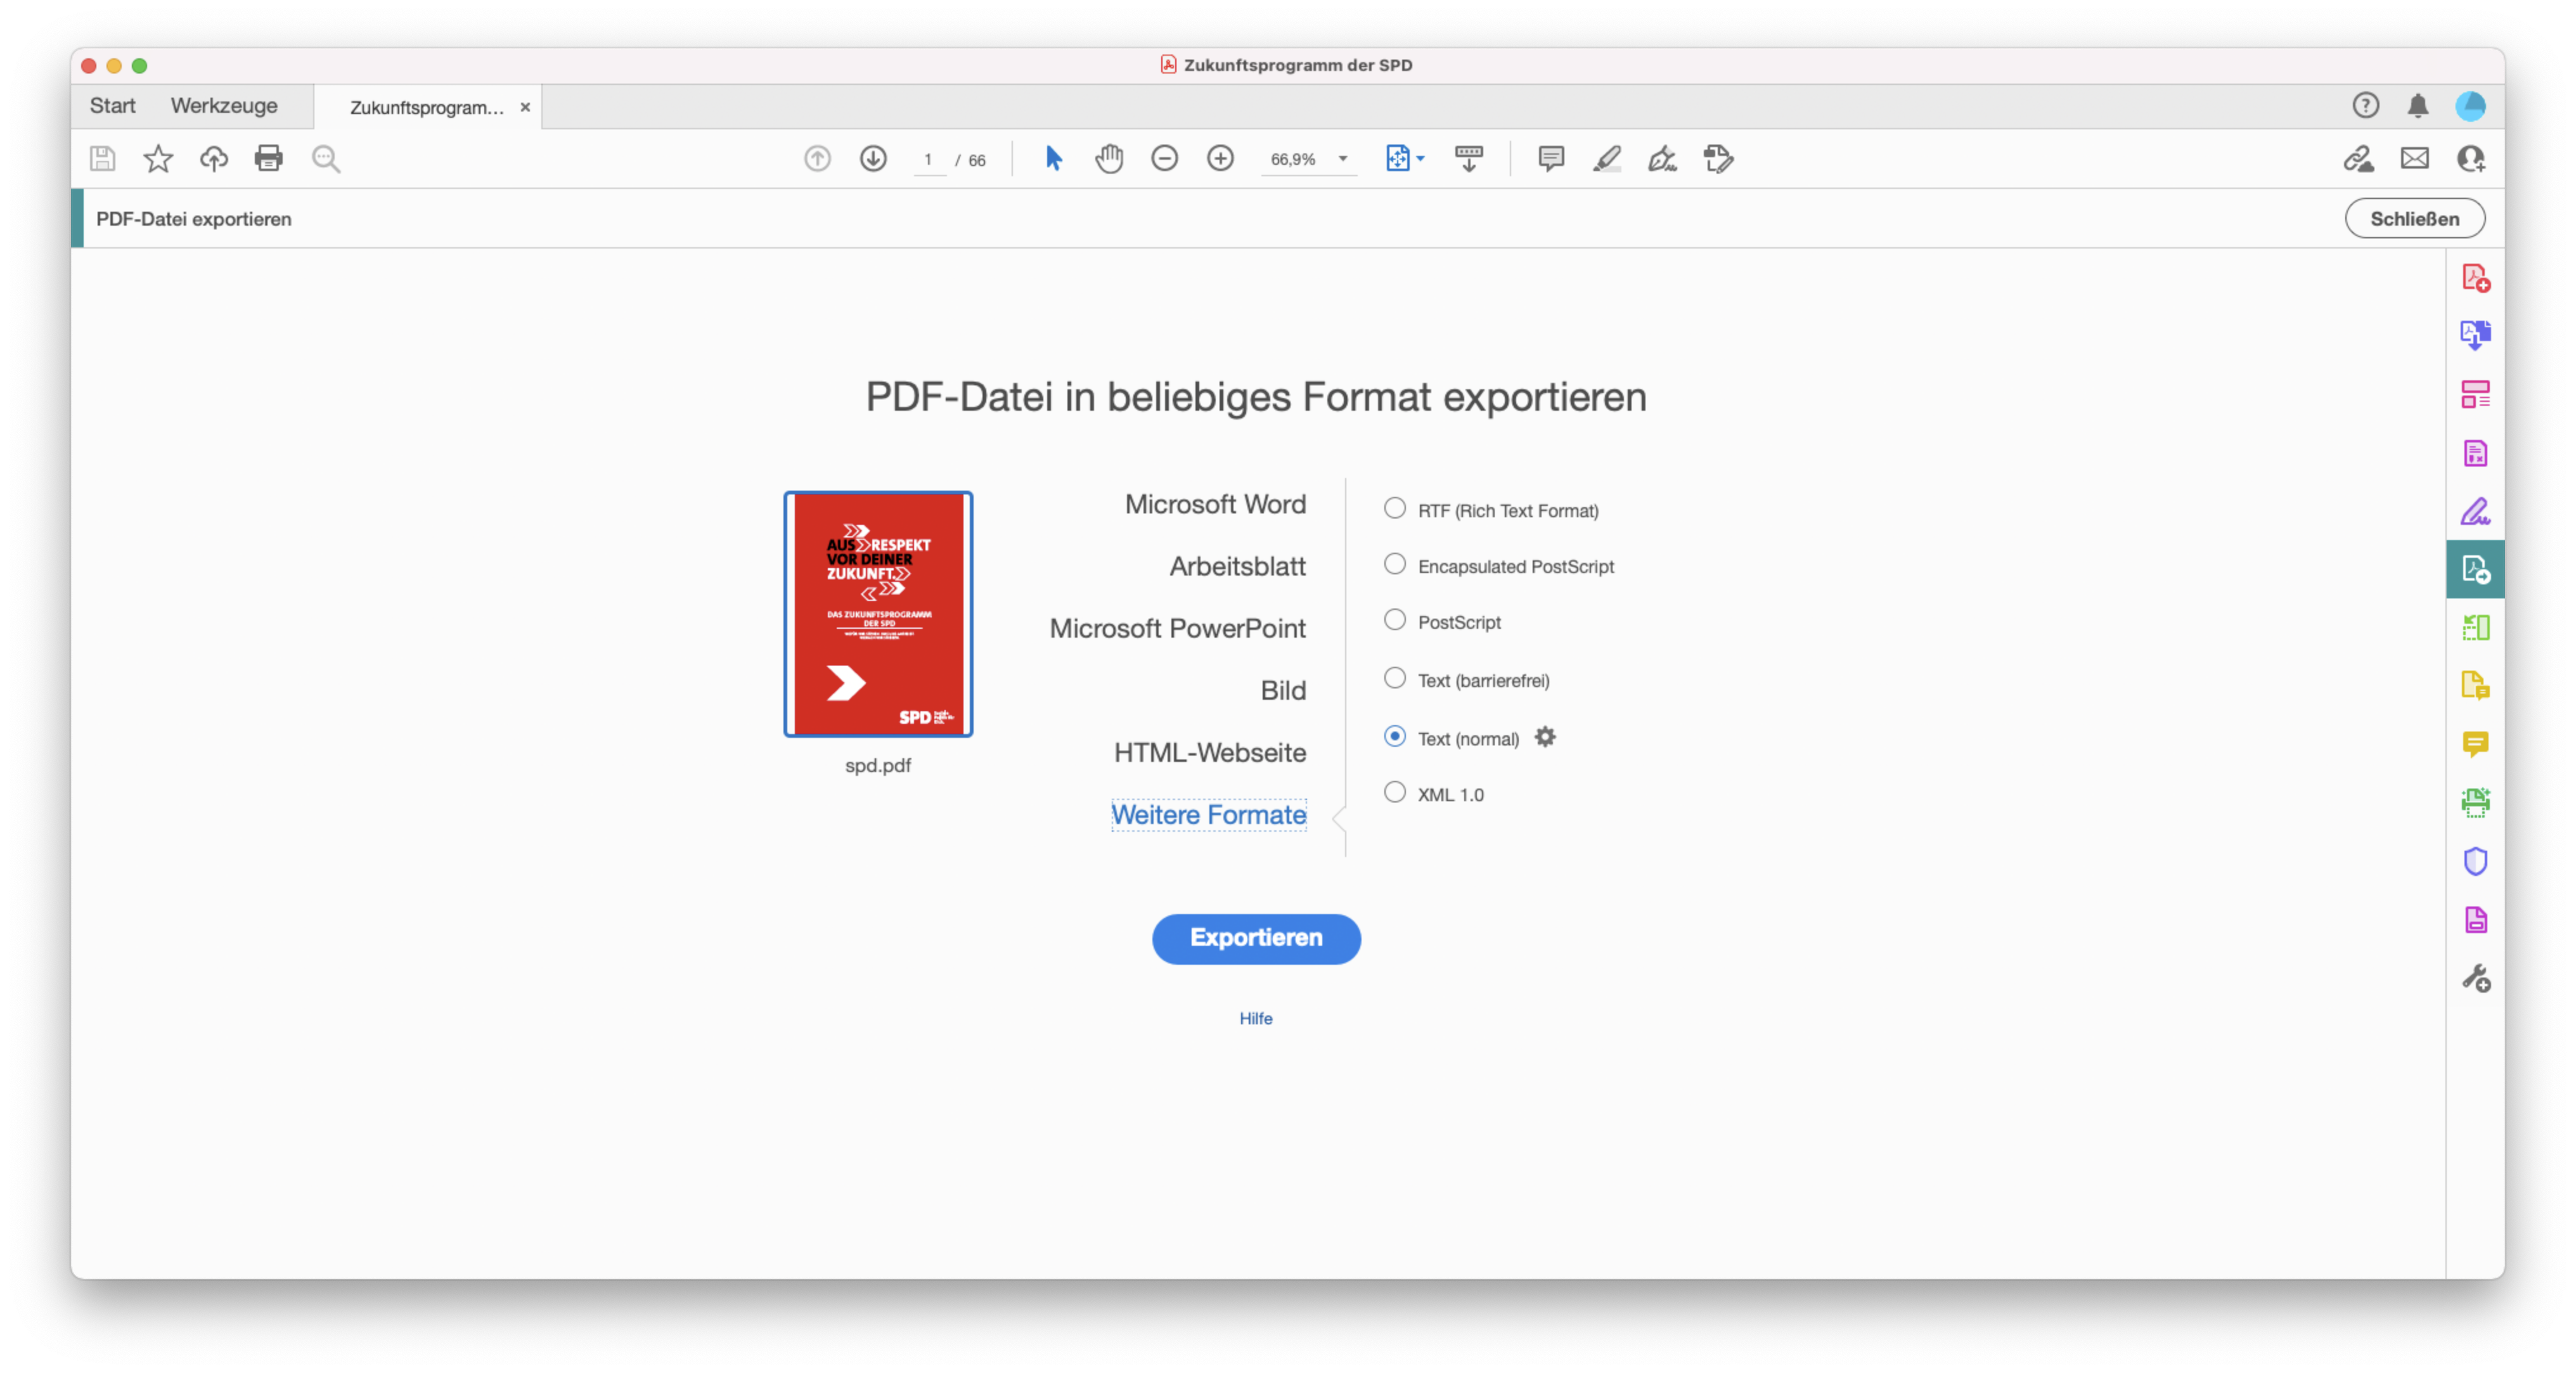 Zukunftsprogramm der SPD
Start Werkzeuge Zukunftsprogram... ×
1 / 66 66,9%
PDF-Datei exportieren Schließen
PDF-Datei in beliebiges Format exportieren
AUS RESPEKT
VOR DEINER
ZUKUNFT.
DAS ZUKUNFTSPROGRAMM
DER SPD
SPD
spd.pdf
Microsoft Word
Arbeitsblatt
Microsoft PowerPoint
Bild
HTML-Webseite
Weitere Formate
RTF (Rich Text Format)
Encapsulated PostScript
PostScript
Text (barrierefrei)
Text (normal)
XML 1.0
Exportieren
Hilfe